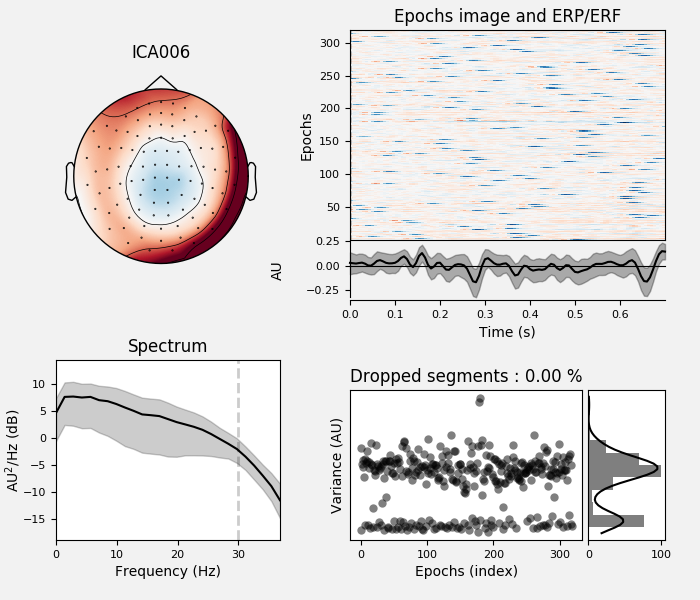 ICA006
Epochs image and ERP/ERF
Epochs
300
250
200
150
100
50
AU
0.25
0.00
−0.25
0.0 0.1 0.2 0.3 0.4 0.5 0.6
Time (s)
Spectrum
AU²/Hz (dB)
10
5
0
−5
−10
−15
0 10 20 30
Frequency (Hz)
Dropped segments : 0.00 %
Variance (AU)
0 100 200 300
Epochs (index)
0 100